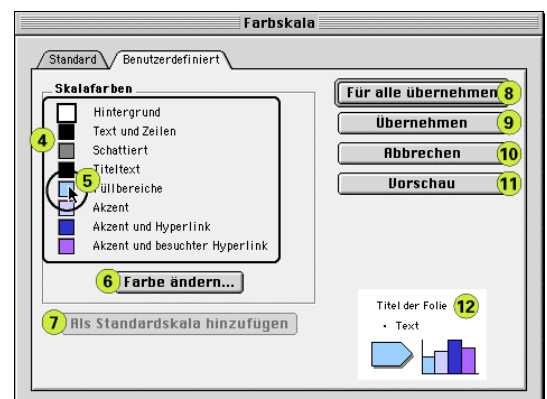 Farbskala
Standard
Benutzerdefiniert
Skalafarben
Hintergrund
Text und Zeilen
Schattiert
Titeltext
Füllbereiche
Akzent
Akzent und Hyperlink
Akzent und besuchter Hyperlink
4
5
6 Farbe ändern...
7 Als Standardskala hinzufügen
Für alle übernehmen 8
Übernehmen 9
Abbrechen 10
Vorschau 11
Titel der Folie 12
• Text